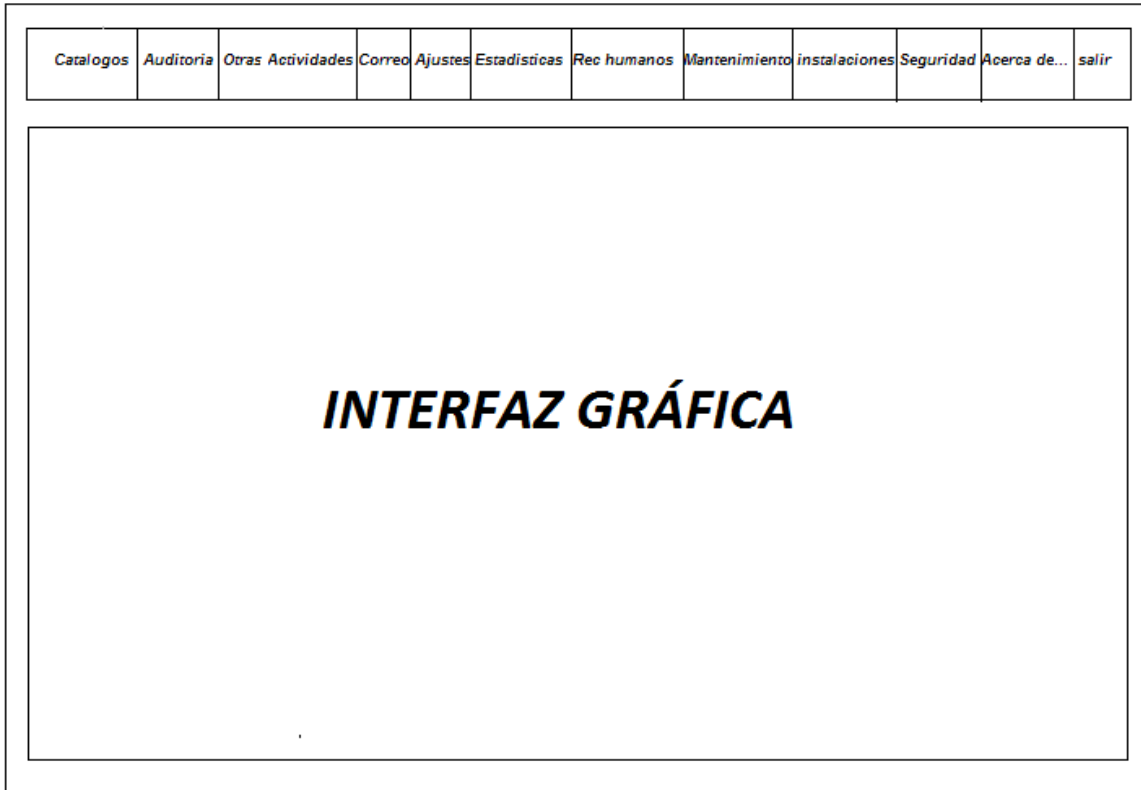 Catalogos Auditoria Otras Actividades Correo Ajustes Estadisticas Rec humanos Mantenimiento instalaciones Seguridad Acerca de... salir
INTERFAZ GRÁFICA